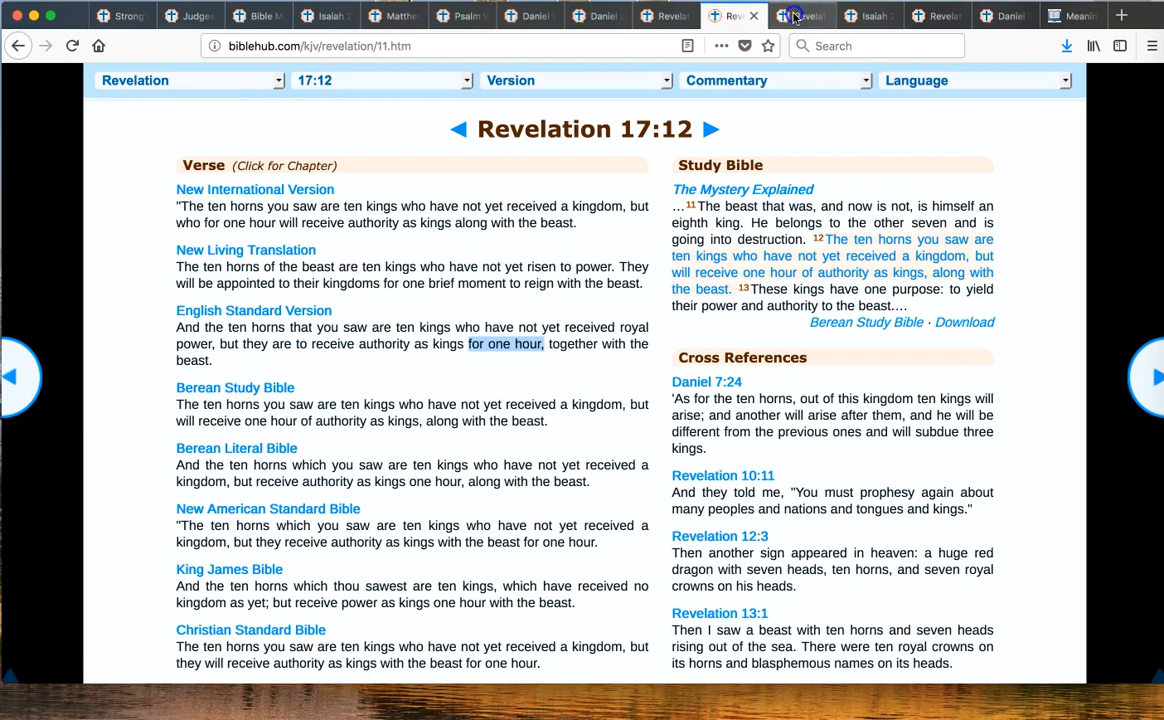 Strong
Judges
Bible M
Isaiah 2
Matthe
Psalm
Daniel
Daniel
Revelat
Rev
Revelat
Isaiah 2
Revelat
Daniel
Meanin
biblehub.com/kjv/revelation/11.htm
Search
Revelation
17:12
Version
Commentary
Language
Revelation 17:12
Verse (Click for Chapter)
New International Version
"The ten horns you saw are ten kings who have not yet received a kingdom, but
who for one hour will receive authority as kings along with the beast.
New Living Translation
The ten horns of the beast are ten kings who have not yet risen to power. They
will be appointed to their kingdoms for one brief moment to reign with the beast.
English Standard Version
And the ten horns that you saw are ten kings who have not yet received royal
power, but they are to receive authority as kings for one hour, together with the
beast.
Berean Study Bible
The ten horns you saw are ten kings who have not yet received a kingdom, but
will receive one hour of authority as kings, along with the beast.
Berean Literal Bible
And the ten horns which you saw are ten kings who have not yet received a
kingdom, but receive authority as kings one hour, along with the beast.
New American Standard Bible
"The ten horns which you saw are ten kings who have not yet received a
kingdom, but they receive authority as kings with the beast for one hour.
King James Bible
And the ten horns which thou sawest are ten kings, which have received no
kingdom as yet; but receive power as kings one hour with the beast.
Christian Standard Bible
The ten horns you saw are ten kings who have not yet received a kingdom, but
they will receive authority as kings with the beast for one hour.
Study Bible
The Mystery Explained
…11The beast that was, and now is not, is himself an
eighth king. He belongs to the other seven and is
going into destruction. 12The ten horns you saw are
ten kings who have not yet received a kingdom, but
will receive one hour of authority as kings, along with
the beast. 13These kings have one purpose: to yield
their power and authority to the beast.…
Berean Study Bible · Download
Cross References
Daniel 7:24
'As for the ten horns, out of this kingdom ten kings will
arise; and another will arise after them, and he will be
different from the previous ones and will subdue three
kings.
Revelation 10:11
And they told me, "You must prophesy again about
many peoples and nations and tongues and kings."
Revelation 12:3
Then another sign appeared in heaven: a huge red
dragon with seven heads, ten horns, and seven royal
crowns on his heads.
Revelation 13:1
Then I saw a beast with ten horns and seven heads
rising out of the sea. There were ten royal crowns on
its horns and blasphemous names on its heads.